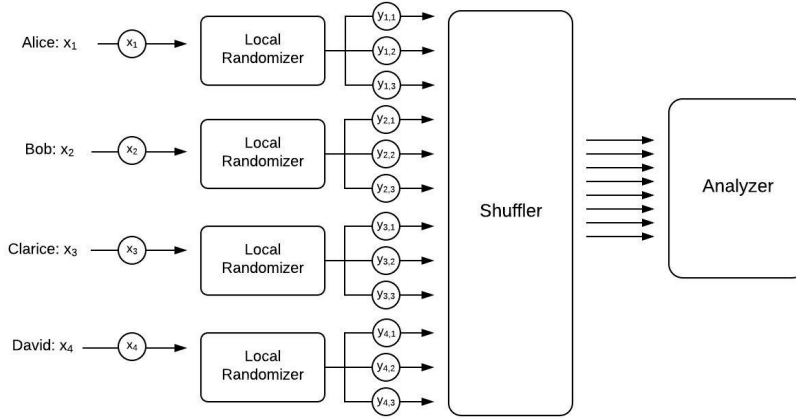 Alice: x₁
x₁
Local
Randomizer
y₁,₁
y₁,₂
y₁,₃
Bob: x₂
x₂
Local
Randomizer
y₂,₁
y₂,₂
y₂,₃
Clarice: x₃
x₃
Local
Randomizer
y₃,₁
y₃,₂
y₃,₃
David: x₄
x₄
Local
Randomizer
y₄,₁
y₄,₂
y₄,₃
Shuffler
Analyzer